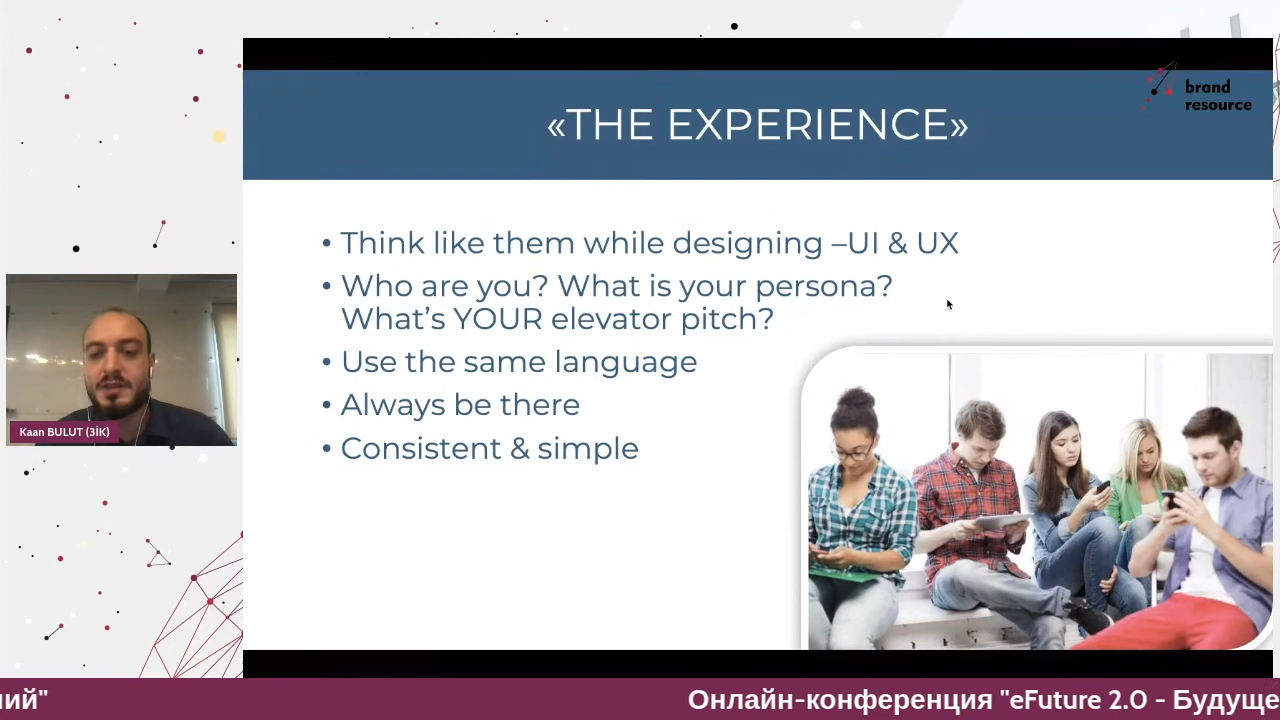 brand
resource
«THE EXPERIENCE»
• Think like them while designing –UI & UX
• Who are you? What is your persona?
What’s YOUR elevator pitch?
• Use the same language
• Always be there
• Consistent & simple
Kaan BULUT (3İK)
ний"
Онлайн-конференция "eFuture 2.0 - Будуще